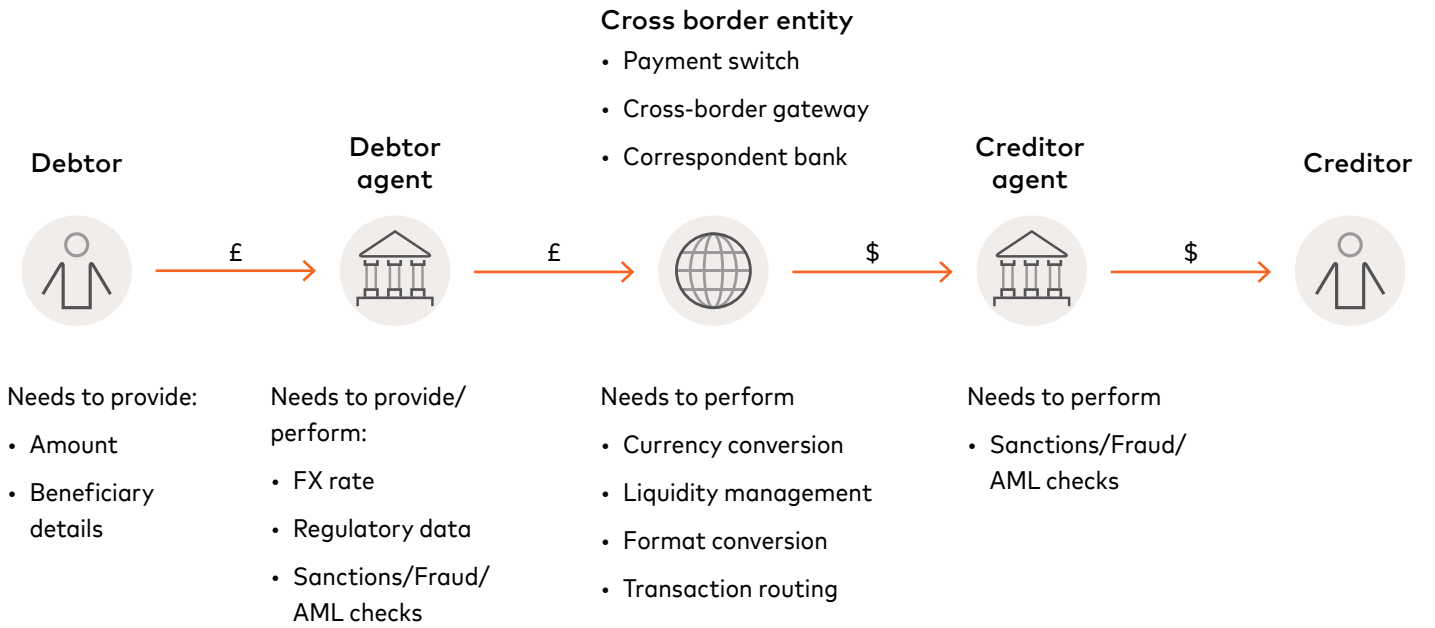 Cross border entity
• Payment switch
• Cross-border gateway
• Correspondent bank
Debtor
Debtor
agent
Creditor
agent
Creditor
£
£
$
$
Needs to provide:
• Amount
• Beneficiary
details
Needs to provide/
perform:
• FX rate
• Regulatory data
• Sanctions/Fraud/
AML checks
Needs to perform
• Currency conversion
• Liquidity management
• Format conversion
• Transaction routing
Needs to perform
• Sanctions/Fraud/
AML checks